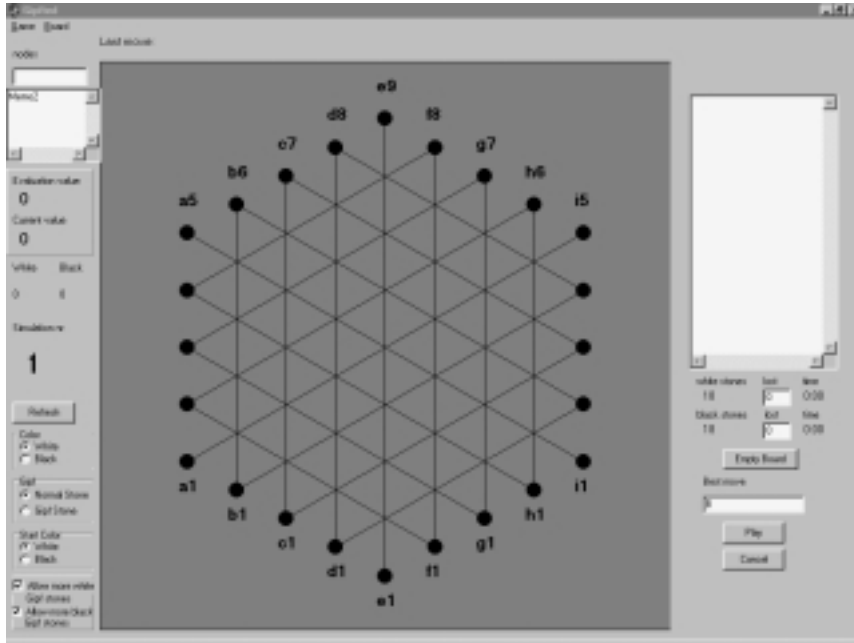 Game Board
Last move:
node:
Memo2
Evaluation value
0
Current value
0
White Black
0 0
Simulation nr
1
Refresh
Color
White
Black
Gipf
Normal Stone
Gipf Stone
Start Color
White
Black
Allow more white
Gipf stones
Allow more black
Gipf stones
e9
d8 f8
c7 g7
b6 h6
a5 i5
a1 i1
b1 h1
c1 g1
d1 f1
e1
white stones lost time
18 0 0:00
black stones lost time
18 0 0:00
Empty Board
Best move
Play
Cancel